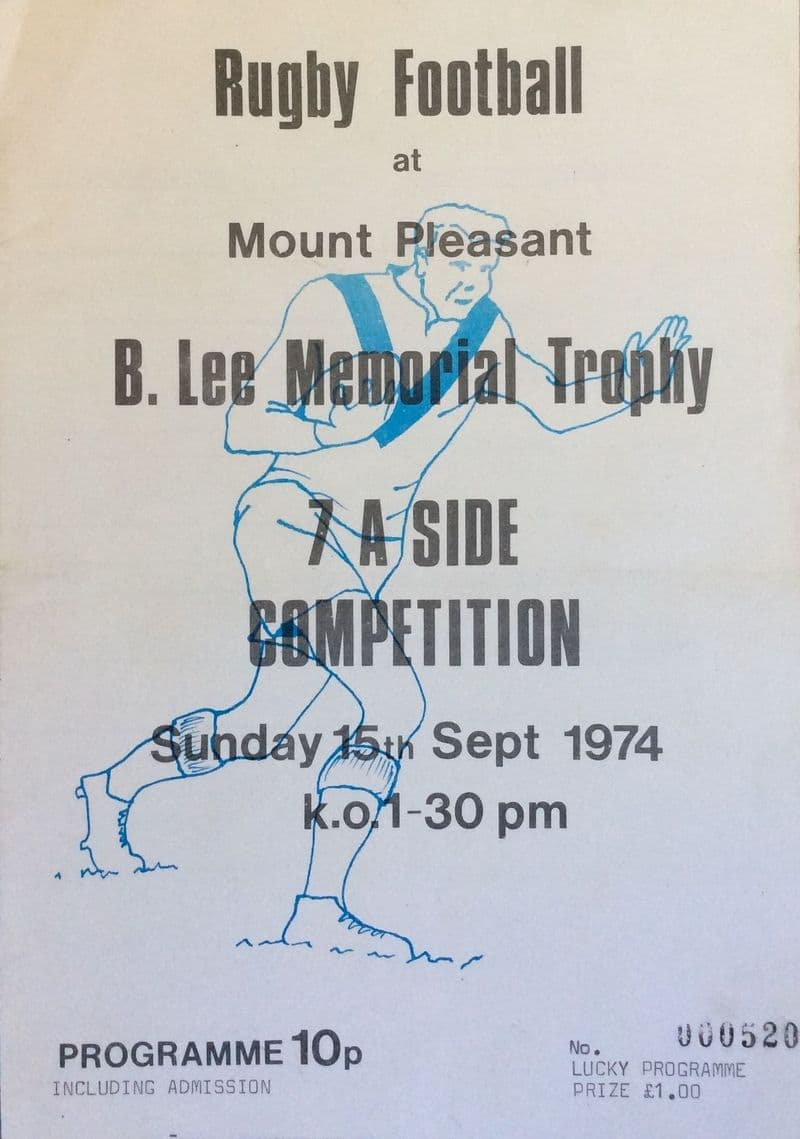 Rugby Football
at
Mount Pleasant
B. Lee Memorial Trophy
7 A SIDE
COMPETITION
Sunday 15th Sept 1974
k.o.1-30 pm
PROGRAMME 10p
INCLUDING ADMISSION
No. 000520
LUCKY PROGRAMME
PRIZE £1.00